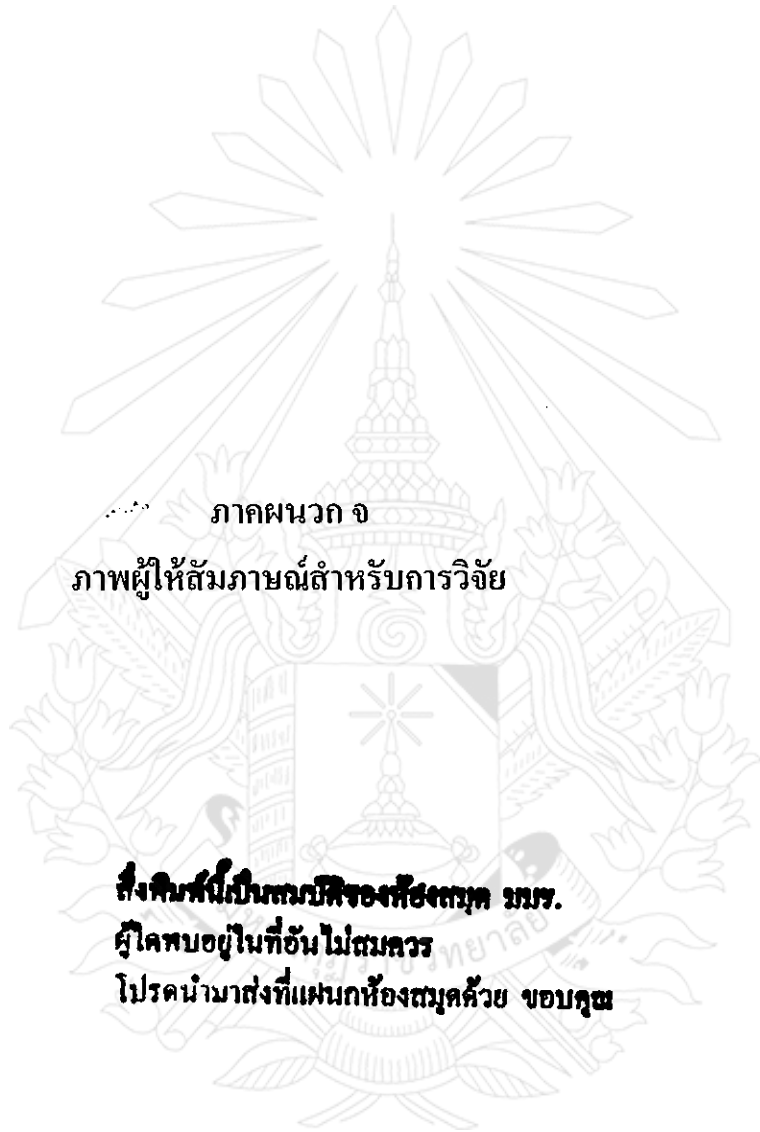 ภาคผนวก จ
ภาพผู้ให้สัมภาษณ์สำหรับการวิจัย
สิ่งพิมพ์นี้เป็นสมบัติของห้องสมุด มมร.
ผู้ใดพบอยู่ในที่อันไม่สมควร
โปรดนำมาส่งที่แผนกห้องสมุดด้วย ขอบคุณ